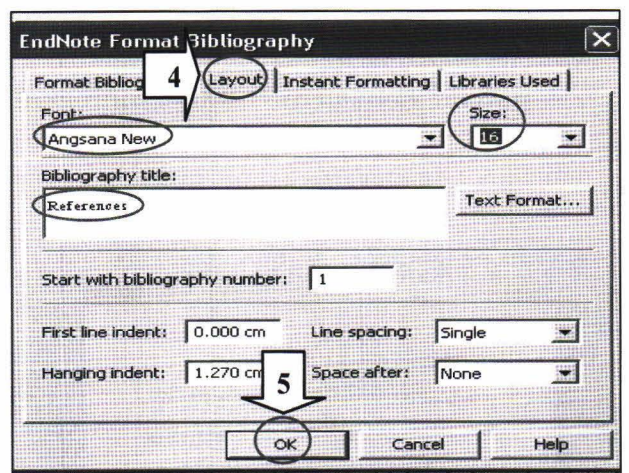 EndNote Format Bibliography
Format Bibliog 4 Layout Instant Formatting Libraries Used
Font: Size:
Angsana New 16
Bibliography title:
References Text Format...
Start with bibliography number: 1
First line indent: 0.000 cm Line spacing: Single
Hanging indent: 1.270 cm Space after: None
5
OK Cancel Help